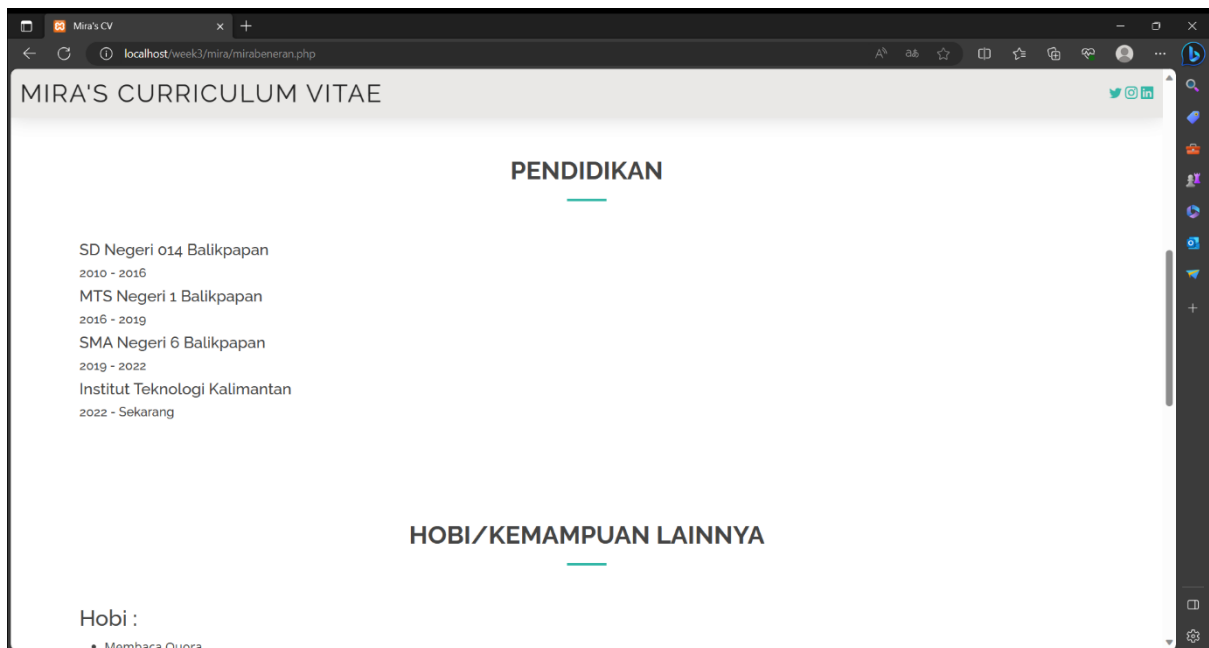 Mira's CV
localhost/week3/mira/mirabeneran.php
MIRA'S CURRICULUM VITAE
PENDIDIKAN
SD Negeri 014 Balikpapan
2010 - 2016
MTS Negeri 1 Balikpapan
2016 - 2019
SMA Negeri 6 Balikpapan
2019 - 2022
Institut Teknologi Kalimantan
2022 - Sekarang
HOBI/KEMAMPUAN LAINNYA
Hobi :
• Membaca Quora